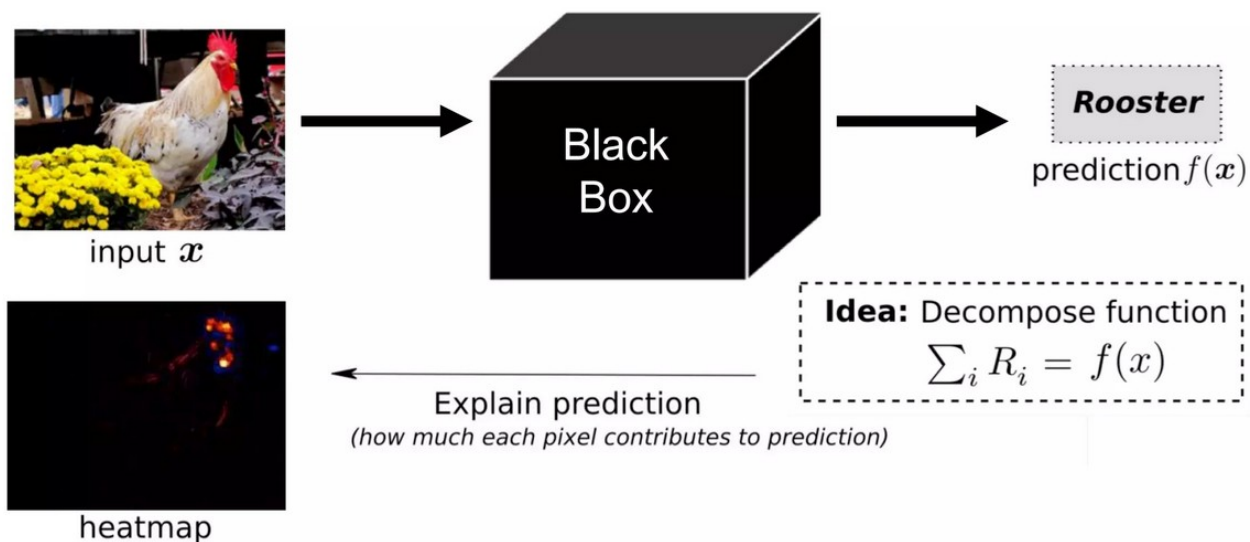 Black
Box
Rooster
prediction f(x)
input x
Idea: Decompose function
∑ᵢ Rᵢ = f(x)
Explain prediction
(how much each pixel contributes to prediction)
heatmap